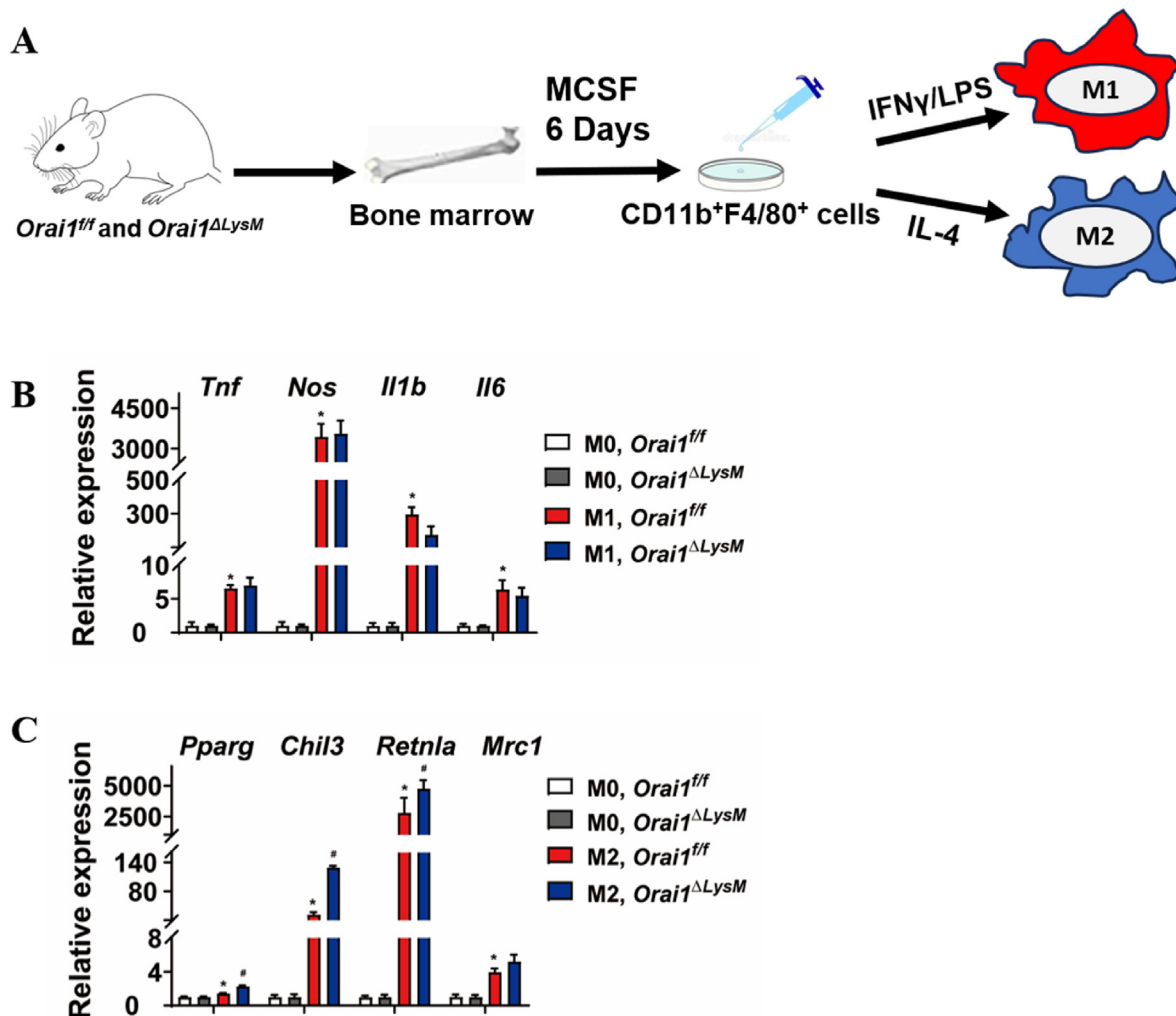 A
MCSF
6 Days
IFNγ/LPS
M1
Orai1f/f and Orai1ΔLysM
Bone marrow
CD11b+F4/80+ cells
IL-4
M2
B
Tnf Nos Il1b Il6
Relative expression
4500
3000
500
300
10
5
0
* * * *
M0, Orai1f/f
M0, Orai1ΔLysM
M1, Orai1f/f
M1, Orai1ΔLysM
C
Pparg Chil3 Retnla Mrc1
Relative expression
5000
2500
140
80
8
4
0
* # * # * # *
M0, Orai1f/f
M0, Orai1ΔLysM
M2, Orai1f/f
M2, Orai1ΔLysM